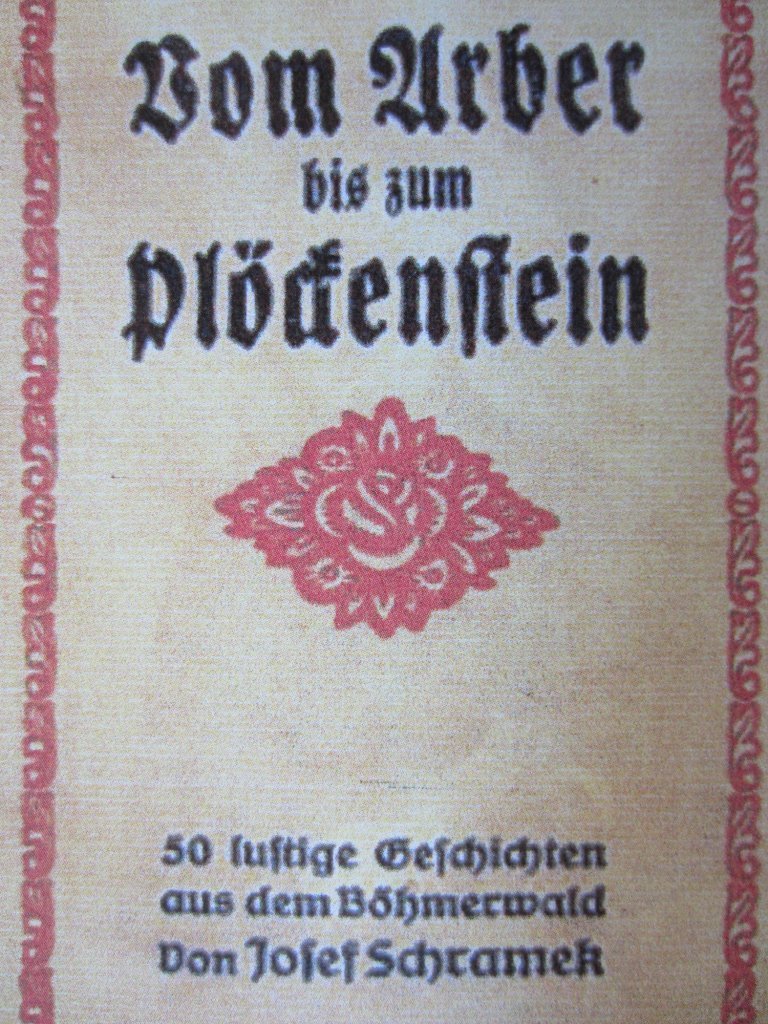 Vom Arber
bis zum
Plöckenstein
50 lustige Geschichten
aus dem Böhmerwald
Von Josef Schramek